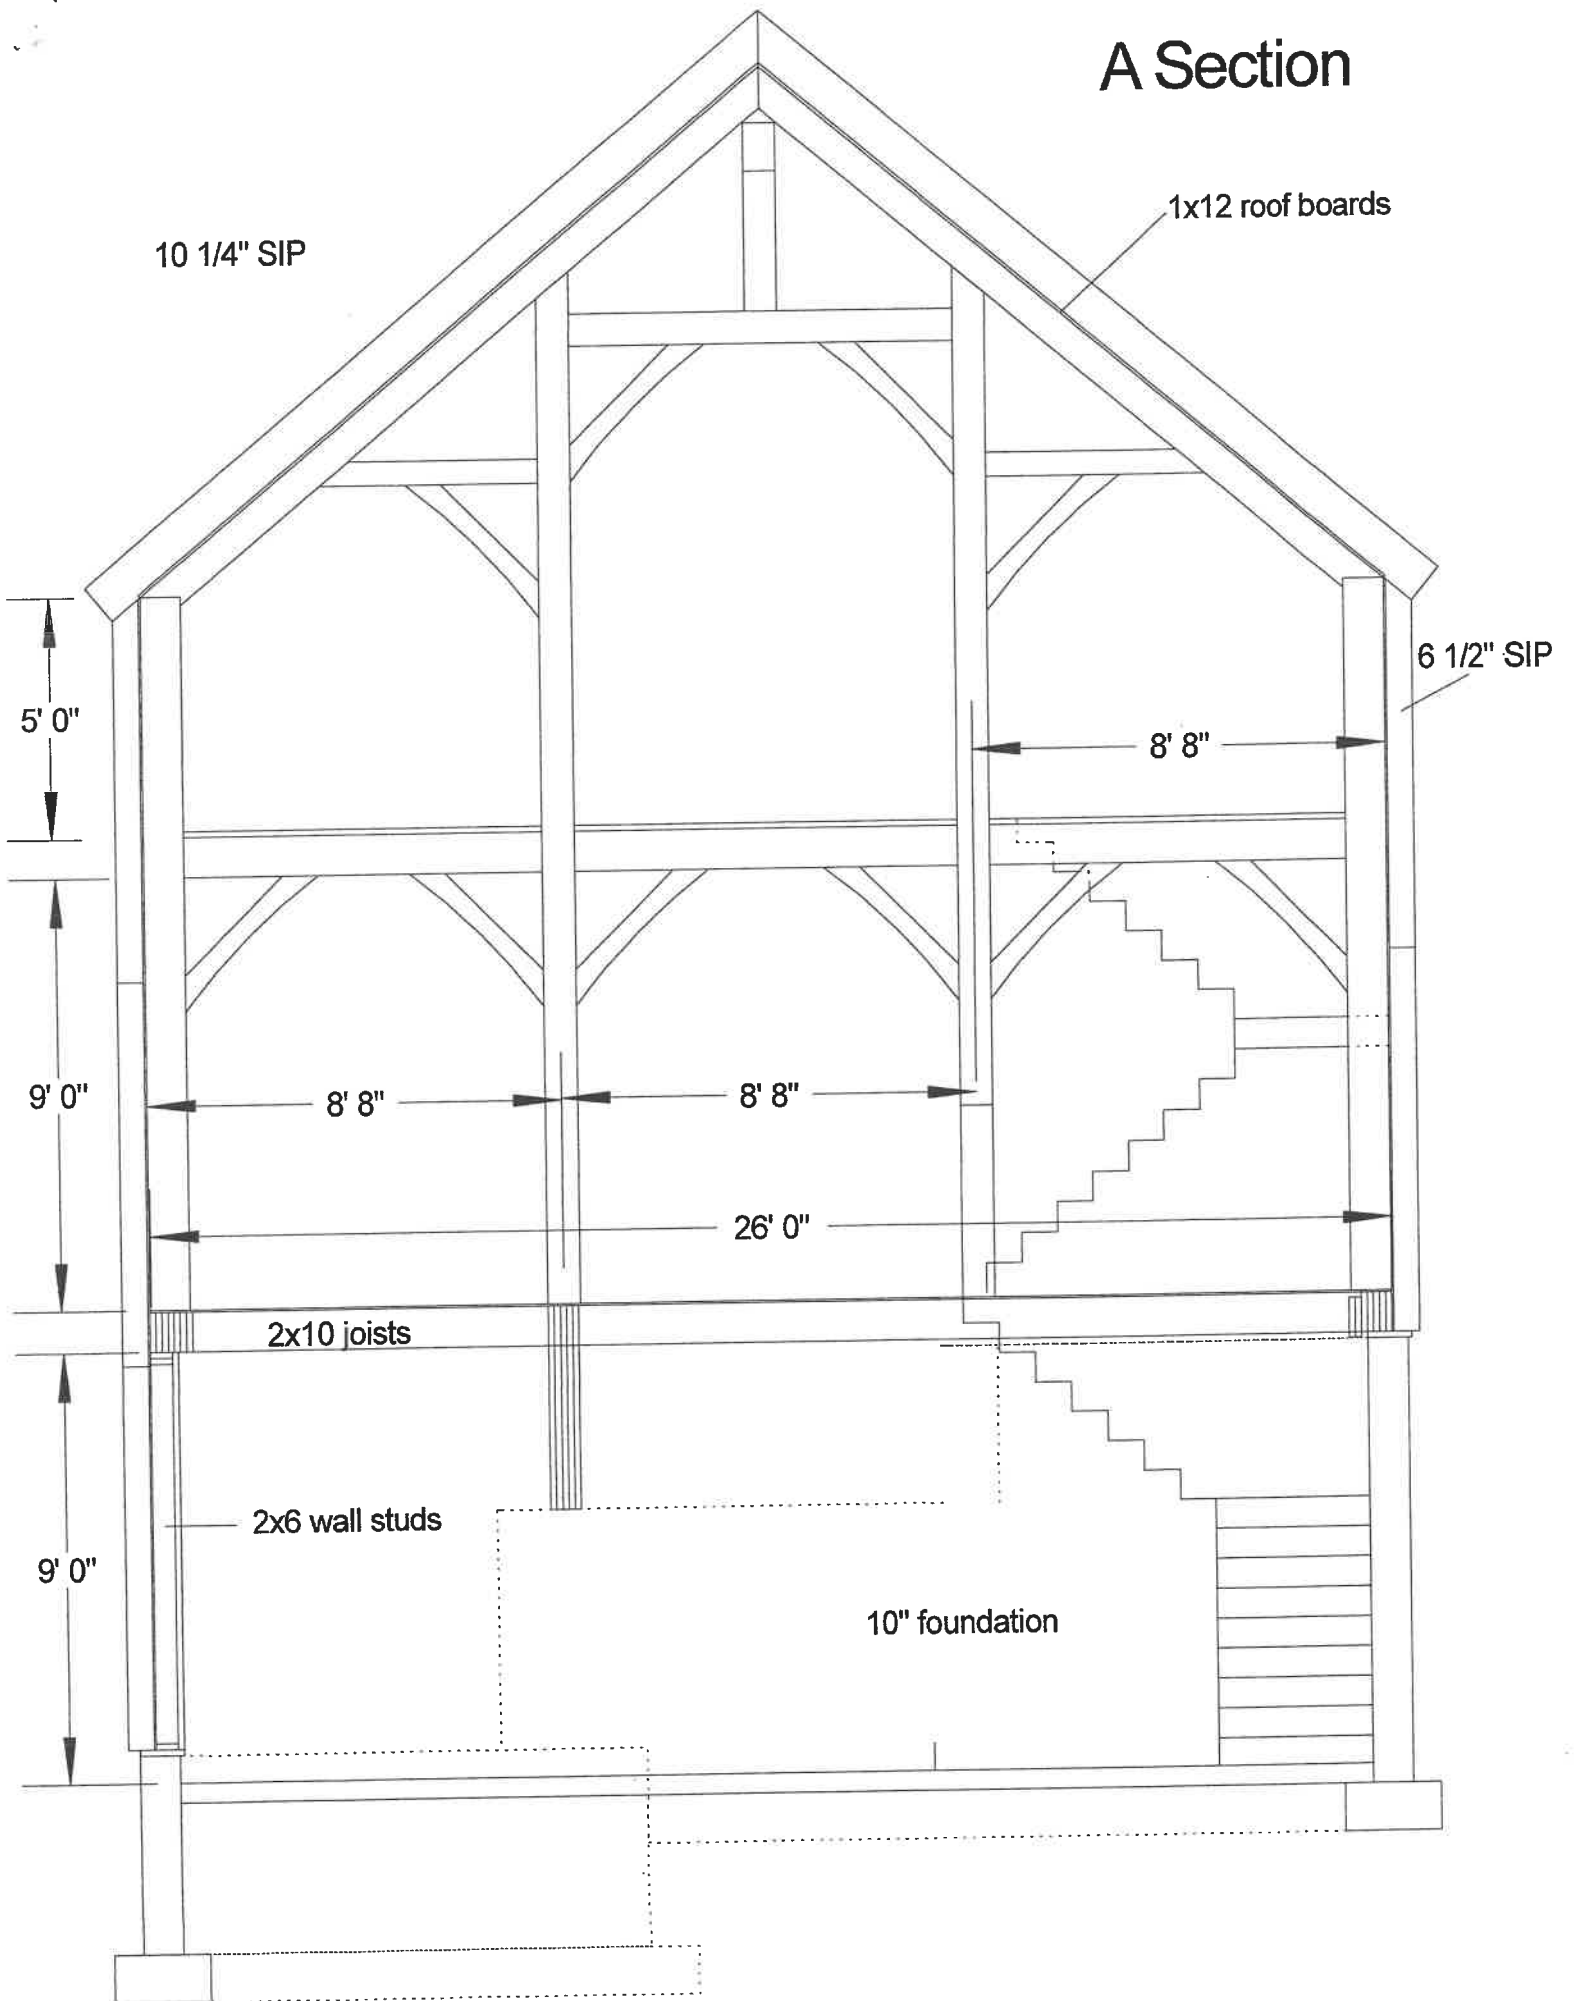 A Section
1x12 roof boards
10 1/4" SIP
6 1/2" SIP
5' 0"
8' 8"
9' 0"
8' 8"
8' 8"
26' 0"
2x10 joists
2x6 wall studs
9' 0"
10" foundation